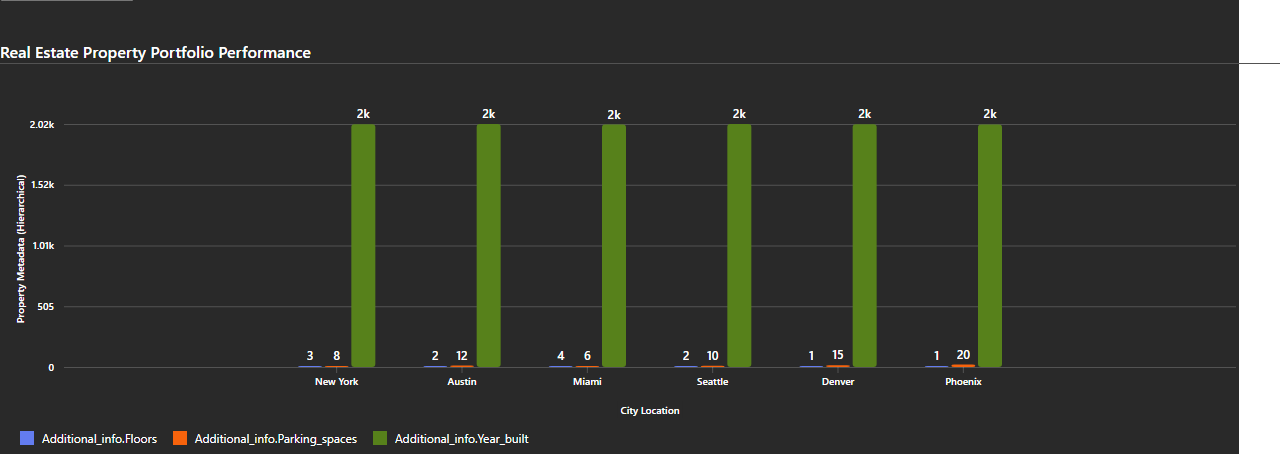 Real Estate Property Portfolio Performance
2k 2k 2k 2k 2k 2k
2.02k
1.52k
1.01k
505
0
Property Metadata (Hierarchical)
3 8 2 12 4 6 2 10 1 15 1 20
New York Austin Miami Seattle Denver Phoenix
City Location
Additional_info.Floors Additional_info.Parking_spaces Additional_info.Year_built